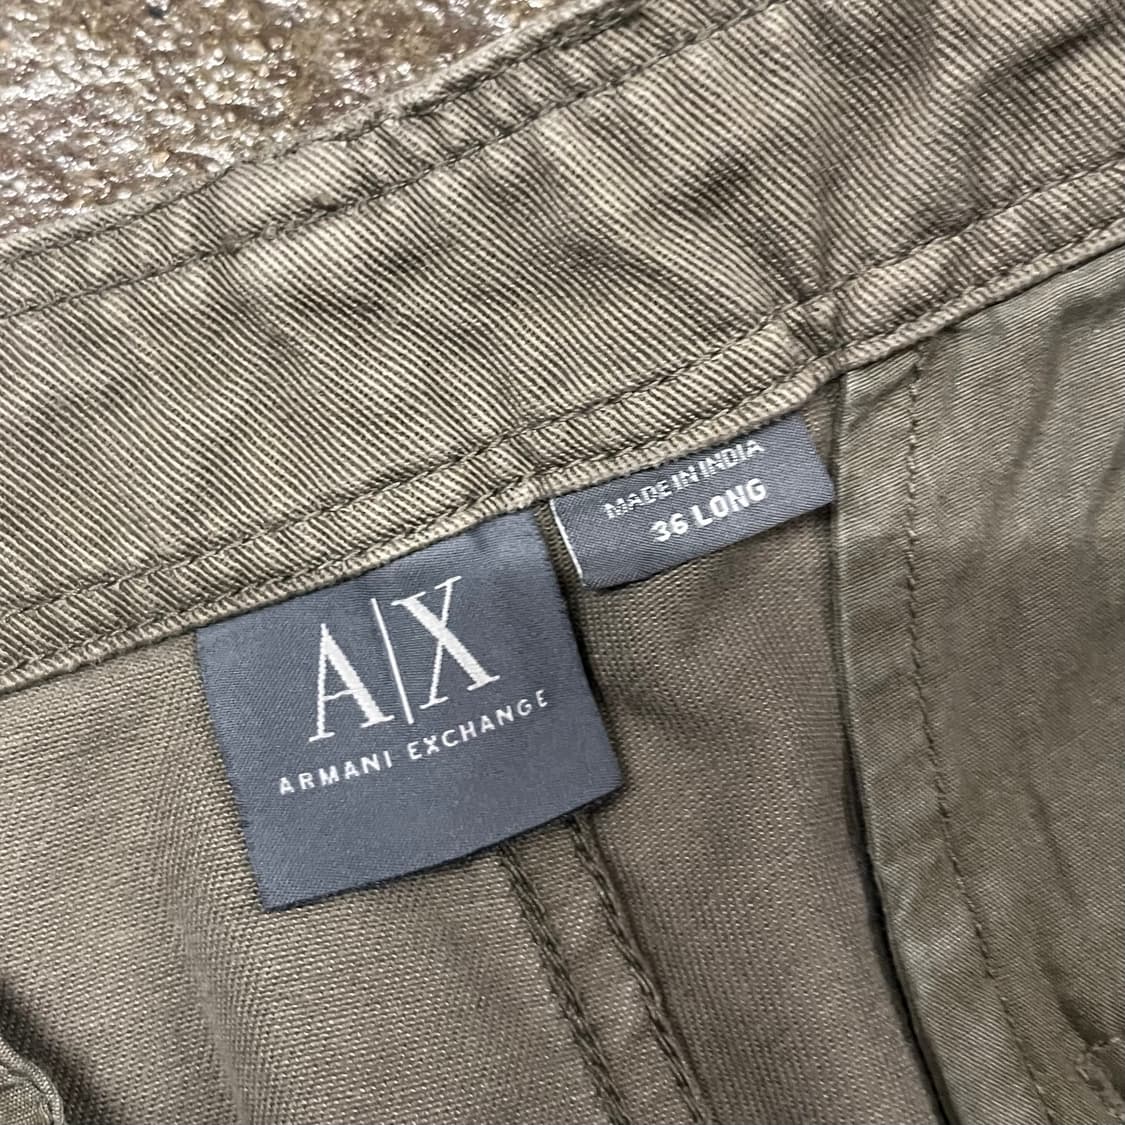 MADE IN INDIA
36 LONG
A|X
ARMANI EXCHANGE